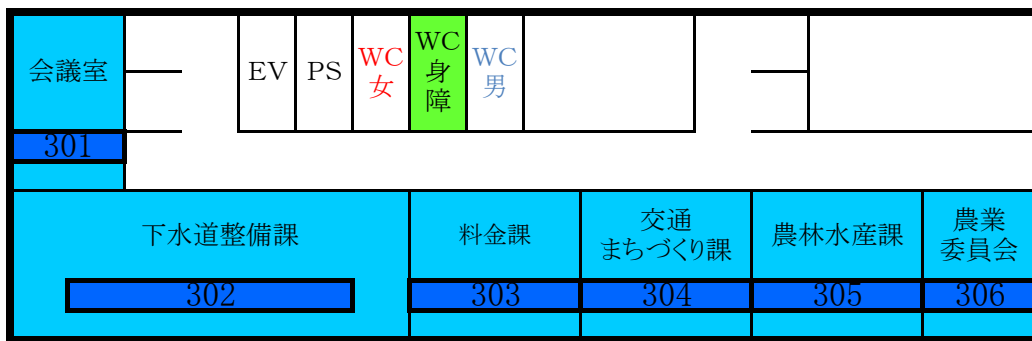 会議室
EV
PS
WC
女
WC
身
障
WC
男
301
下水道整備課
料金課
交通
まちづくり課
農林水産課
農業
委員会
302
303
304
305
306